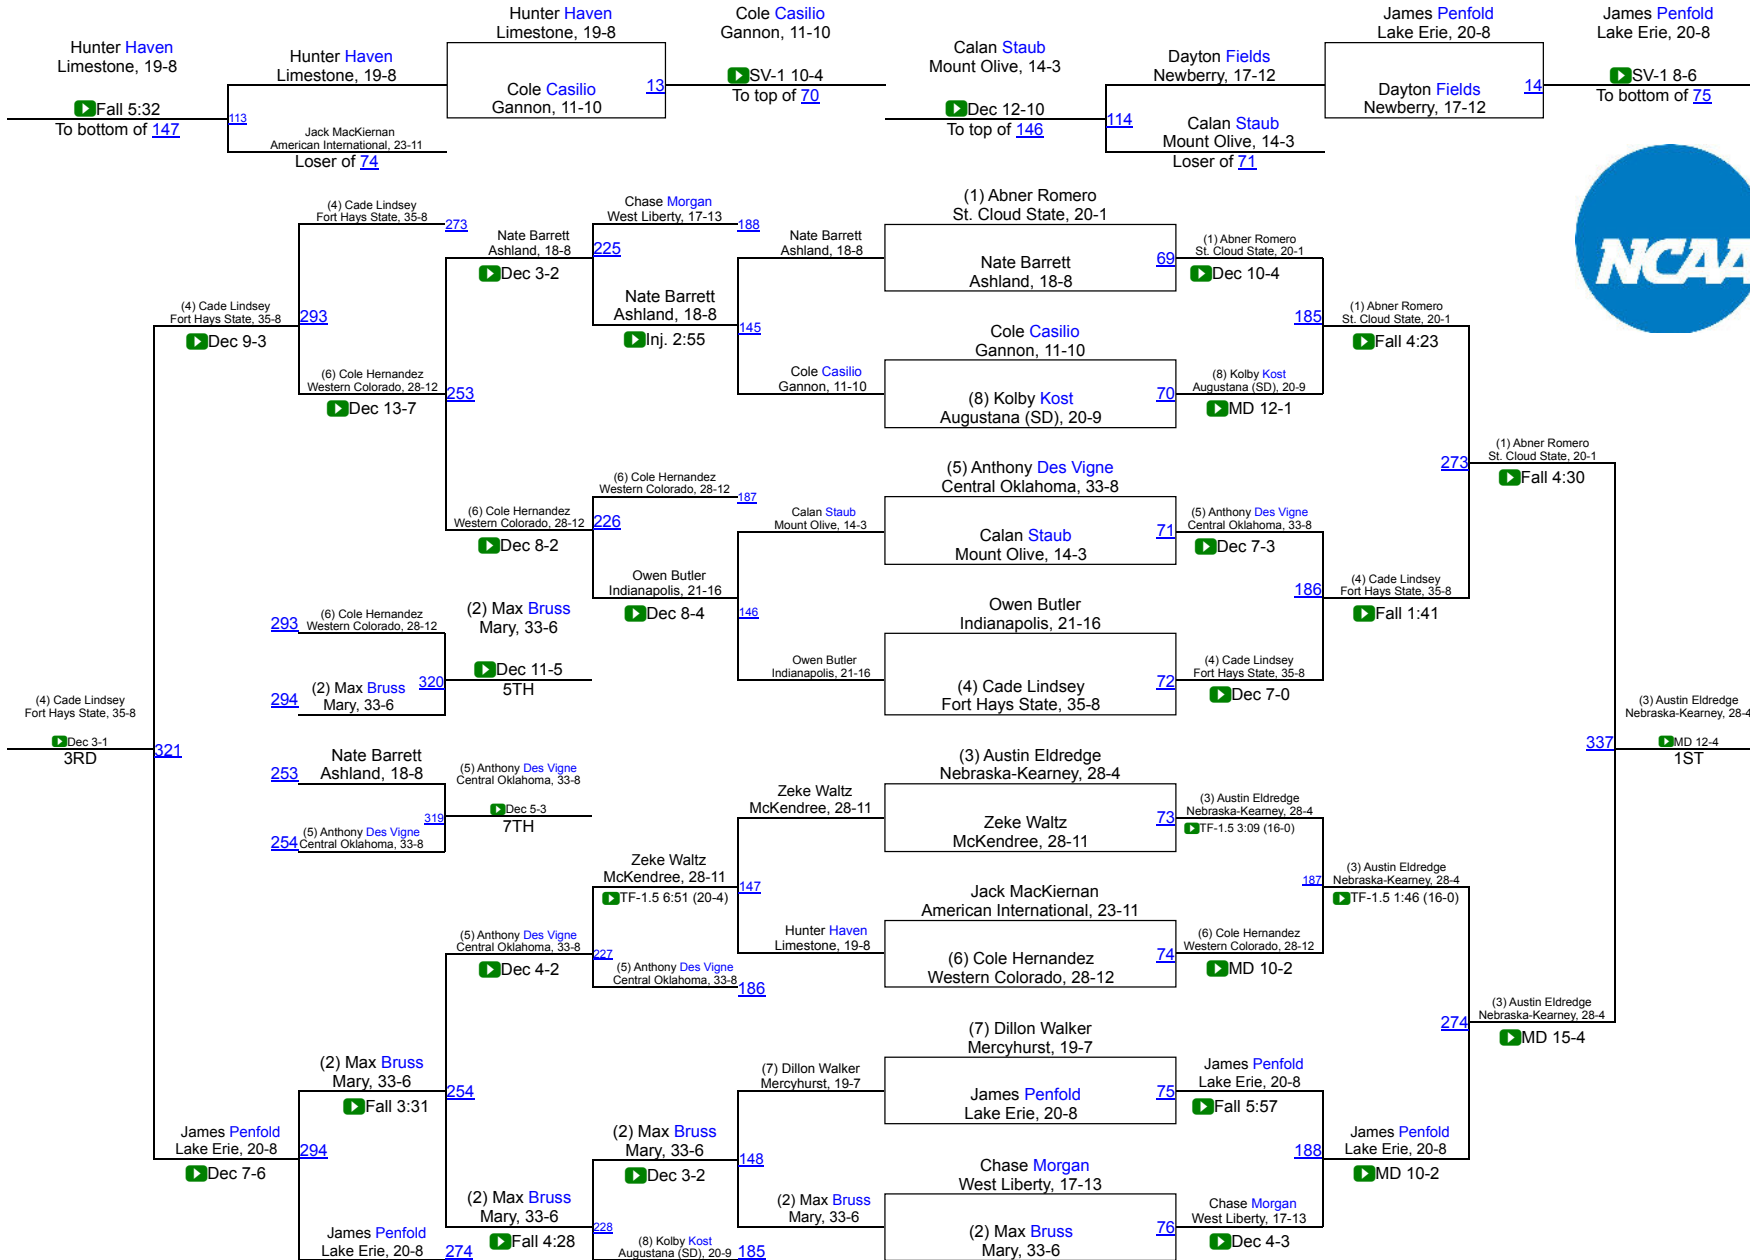 Hunter Haven
Limestone, 19-8
Fall 5:32
To bottom of 147
Hunter Haven
Limestone, 19-8
113
Jack MacKiernan
American International, 23-11
Loser of 74
Hunter Haven
Limestone, 19-8
Cole Casilio
Gannon, 11-10
13
Cole Casilio
Gannon, 11-10
SV-1 10-4
To top of 70
Calan Staub
Mount Olive, 14-3
Dec 12-10
To top of 146
Dayton Fields
Newberry, 17-12
114
Calan Staub
Mount Olive, 14-3
Loser of 71
James Penfold
Lake Erie, 20-8
Dayton Fields
Newberry, 17-12
14
James Penfold
Lake Erie, 20-8
SV-1 8-6
To bottom of 75
NCAA
(1) Abner Romero
St. Cloud State, 20-1
Nate Barrett
Ashland, 18-8
69
Cole Casilio
Gannon, 11-10
(8) Kolby Kost
Augustana (SD), 20-9
70
(5) Anthony Des Vigne
Central Oklahoma, 33-8
Calan Staub
Mount Olive, 14-3
71
Owen Butler
Indianapolis, 21-16
(4) Cade Lindsey
Fort Hays State, 35-8
72
(3) Austin Eldredge
Nebraska-Kearney, 28-4
Zeke Waltz
McKendree, 28-11
73
Jack MacKiernan
American International, 23-11
(6) Cole Hernandez
Western Colorado, 28-12
74
(7) Dillon Walker
Mercyhurst, 19-7
James Penfold
Lake Erie, 20-8
75
Chase Morgan
West Liberty, 17-13
(2) Max Bruss
Mary, 33-6
76
(1) Abner Romero
St. Cloud State, 20-1
Dec 10-4
185
(8) Kolby Kost
Augustana (SD), 20-9
MD 12-1
(5) Anthony Des Vigne
Central Oklahoma, 33-8
Dec 7-3
186
(4) Cade Lindsey
Fort Hays State, 35-8
Dec 7-0
(3) Austin Eldredge
Nebraska-Kearney, 28-4
TF-1.5 3:09 (16-0)
187
(6) Cole Hernandez
Western Colorado, 28-12
MD 10-2
James Penfold
Lake Erie, 20-8
Fall 5:57
188
Chase Morgan
West Liberty, 17-13
Dec 4-3
(1) Abner Romero
St. Cloud State, 20-1
Fall 4:23
273
(4) Cade Lindsey
Fort Hays State, 35-8
Fall 1:41
(3) Austin Eldredge
Nebraska-Kearney, 28-4
TF-1.5 1:46 (16-0)
274
James Penfold
Lake Erie, 20-8
MD 10-2
(1) Abner Romero
St. Cloud State, 20-1
Fall 4:30
337
(3) Austin Eldredge
Nebraska-Kearney, 28-4
MD 15-4
(3) Austin Eldredge
Nebraska-Kearney, 28-4
MD 12-4
1ST
Nate Barrett
Ashland, 18-8
145
Cole Casilio
Gannon, 11-10
Calan Staub
Mount Olive, 14-3
146
Owen Butler
Indianapolis, 21-16
Zeke Waltz
McKendree, 28-11
147
Hunter Haven
Limestone, 19-8
(7) Dillon Walker
Mercyhurst, 19-7
148
(2) Max Bruss
Mary, 33-6
Chase Morgan
West Liberty, 17-13
188
225
Nate Barrett
Ashland, 18-8
Inj. 2:55
(6) Cole Hernandez
Western Colorado, 28-12
187
226
Owen Butler
Indianapolis, 21-16
Dec 8-4
Zeke Waltz
McKendree, 28-11
TF-1.5 6:51 (20-4)
227
(5) Anthony Des Vigne
Central Oklahoma, 33-8
186
(2) Max Bruss
Mary, 33-6
Dec 3-2
228
(8) Kolby Kost
Augustana (SD), 20-9
185
Nate Barrett
Ashland, 18-8
Dec 3-2
253
(6) Cole Hernandez
Western Colorado, 28-12
Dec 8-2
(5) Anthony Des Vigne
Central Oklahoma, 33-8
Dec 4-2
254
(2) Max Bruss
Mary, 33-6
Fall 4:28
(4) Cade Lindsey
Fort Hays State, 35-8
273
293
(6) Cole Hernandez
Western Colorado, 28-12
Dec 13-7
(2) Max Bruss
Mary, 33-6
Fall 3:31
294
James Penfold
Lake Erie, 20-8
274
(4) Cade Lindsey
Fort Hays State, 35-8
Dec 9-3
321
James Penfold
Lake Erie, 20-8
Dec 7-6
(4) Cade Lindsey
Fort Hays State, 35-8
Dec 3-1
3RD
293
(6) Cole Hernandez
Western Colorado, 28-12
294
(2) Max Bruss
Mary, 33-6
320
(2) Max Bruss
Mary, 33-6
Dec 11-5
5TH
253
Nate Barrett
Ashland, 18-8
254
(5) Anthony Des Vigne
Central Oklahoma, 33-8
319
(5) Anthony Des Vigne
Central Oklahoma, 33-8
Dec 5-3
7TH